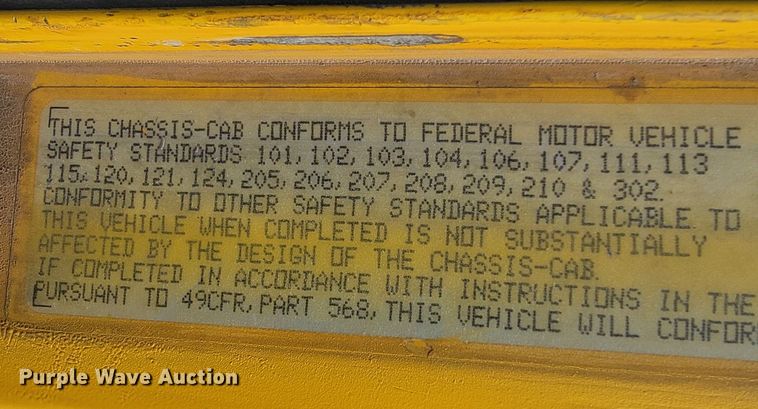 THIS CHASSIS-CAB CONFORMS TO FEDERAL MOTOR VEHICLE
SAFETY STANDARDS 101, 102, 103, 104, 106, 107, 111, 113
115, 120, 121, 124, 205, 206, 207, 208, 209, 210 & 302.
CONFORMITY TO OTHER SAFETY STANDARDS APPLICABLE TO
THIS VEHICLE WHEN COMPLETED IS NOT SUBSTANTIALLY
AFFECTED BY THE DESIGN OF THE CHASSIS-CAB.
IF COMPLETED IN ACCORDANCE WITH INSTRUCTIONS IN THE
PURSUANT TO 49CFR, PART 568, THIS VEHICLE WILL CONFOR
Purple Wave Auction